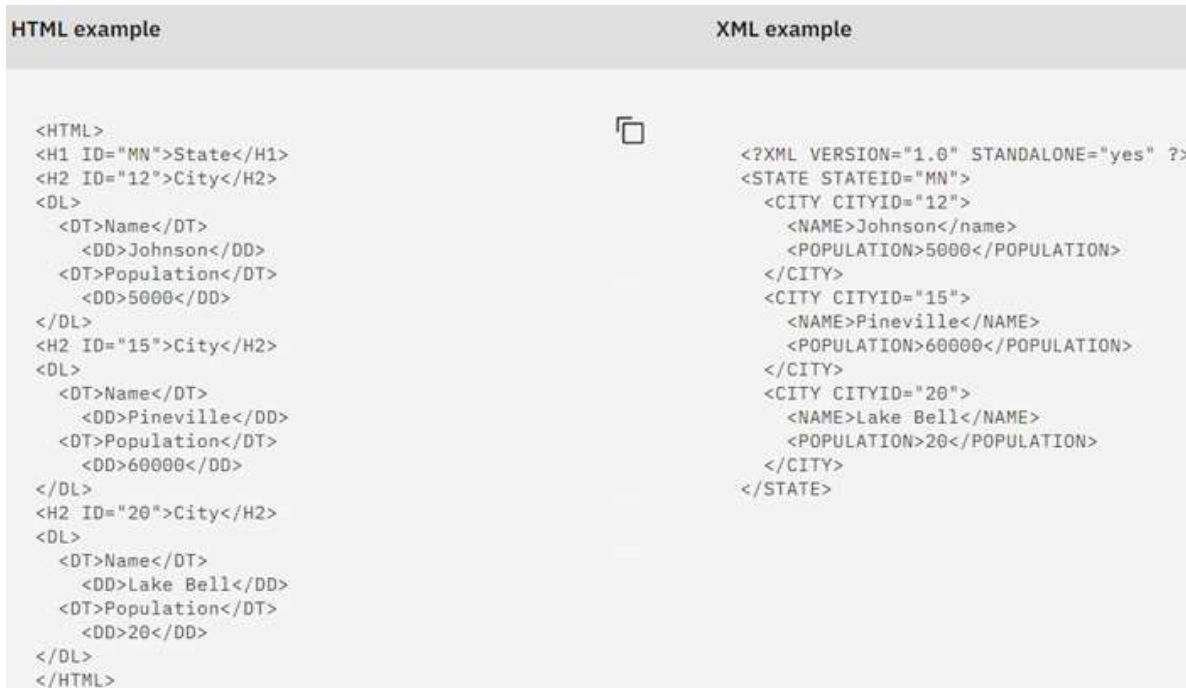 HTML example
XML example
<HTML>
<H1 ID="MN">State</H1>
<H2 ID="12">City</H2>
<DL>
<DT>Name</DT>
<DD>Johnson</DD>
<DT>Population</DT>
<DD>5000</DD>
</DL>
<H2 ID="15">City</H2>
<DL>
<DT>Name</DT>
<DD>Pineville</DD>
<DT>Population</DT>
<DD>60000</DD>
</DL>
<H2 ID="20">City</H2>
<DL>
<DT>Name</DT>
<DD>Lake Bell</DD>
<DT>Population</DT>
<DD>20</DD>
</DL>
</HTML>
<?XML VERSION="1.0" STANDALONE="yes" ?>
<STATE STATEID="MN">
<CITY CITYID="12">
<NAME>Johnson</name>
<POPULATION>5000</POPULATION>
</CITY>
<CITY CITYID="15">
<NAME>Pineville</NAME>
<POPULATION>60000</POPULATION>
</CITY>
<CITY CITYID="20">
<NAME>Lake Bell</NAME>
<POPULATION>20</POPULATION>
</CITY>
</STATE>